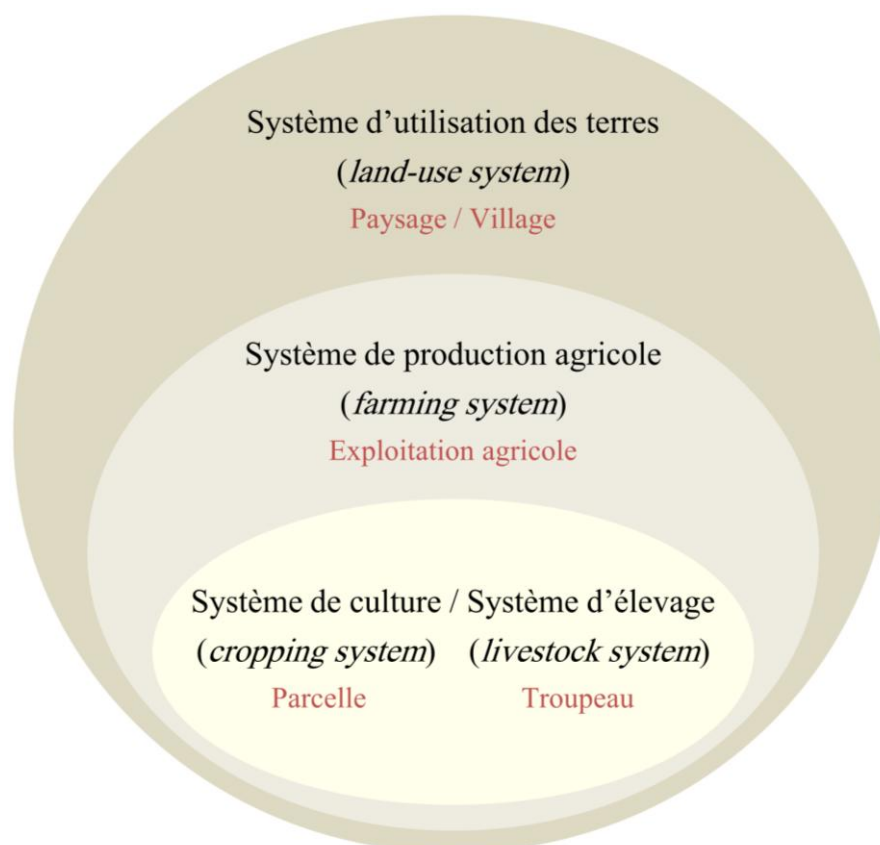 Système d’utilisation des terres
(land-use system)
Paysage / Village
Système de production agricole
(farming system)
Exploitation agricole
Système de culture / Système d’élevage
(cropping system) (livestock system)
Parcelle Troupeau